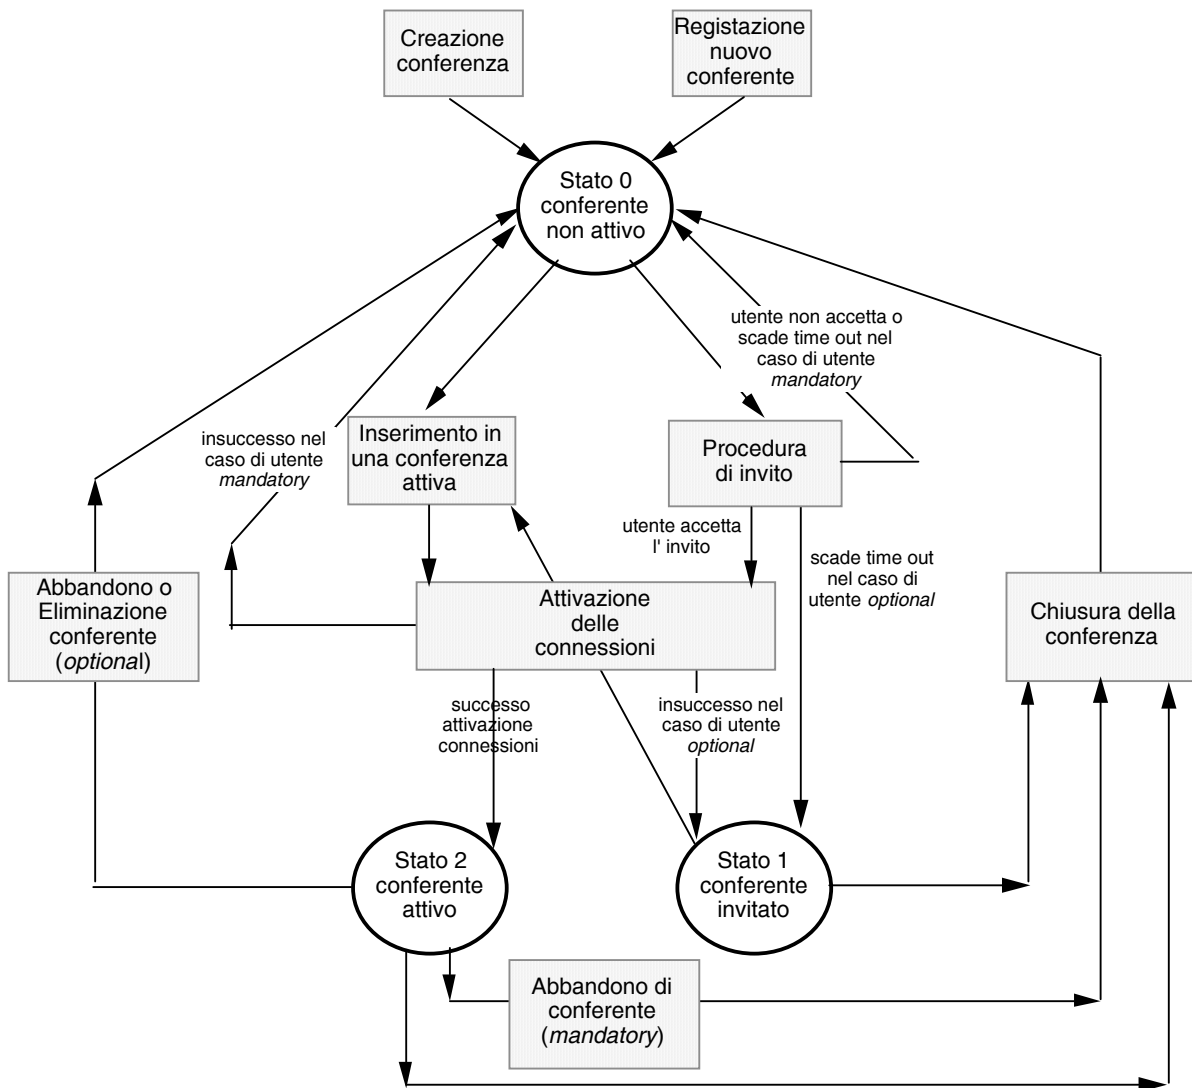 Creazione
conferenza
Registazione
nuovo
conferente
Stato 0
conferente
non attivo
utente non accetta o
scade time out nel
caso di utente
mandatory
insuccesso nel
caso di utente
mandatory
Inserimento in
una conferenza
attiva
Procedura
di invito
utente accetta
l' invito
scade time out
nel caso di
utente optional
Abbandono o
Eliminazione
conferente
(optional)
Attivazione
delle
connessioni
Chiusura della
conferenza
successo
attivazione
connessioni
insuccesso nel
caso di utente
optional
Stato 2
conferente
attivo
Stato 1
conferente
invitato
Abbandono di
conferente
(mandatory)